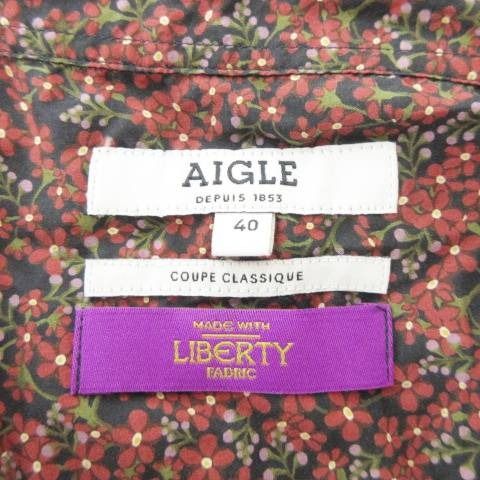 AIGLE
DEPUIS 1853
40
COUPE CLASSIQUE
MADE WITH
LIBERTY
FABRIC